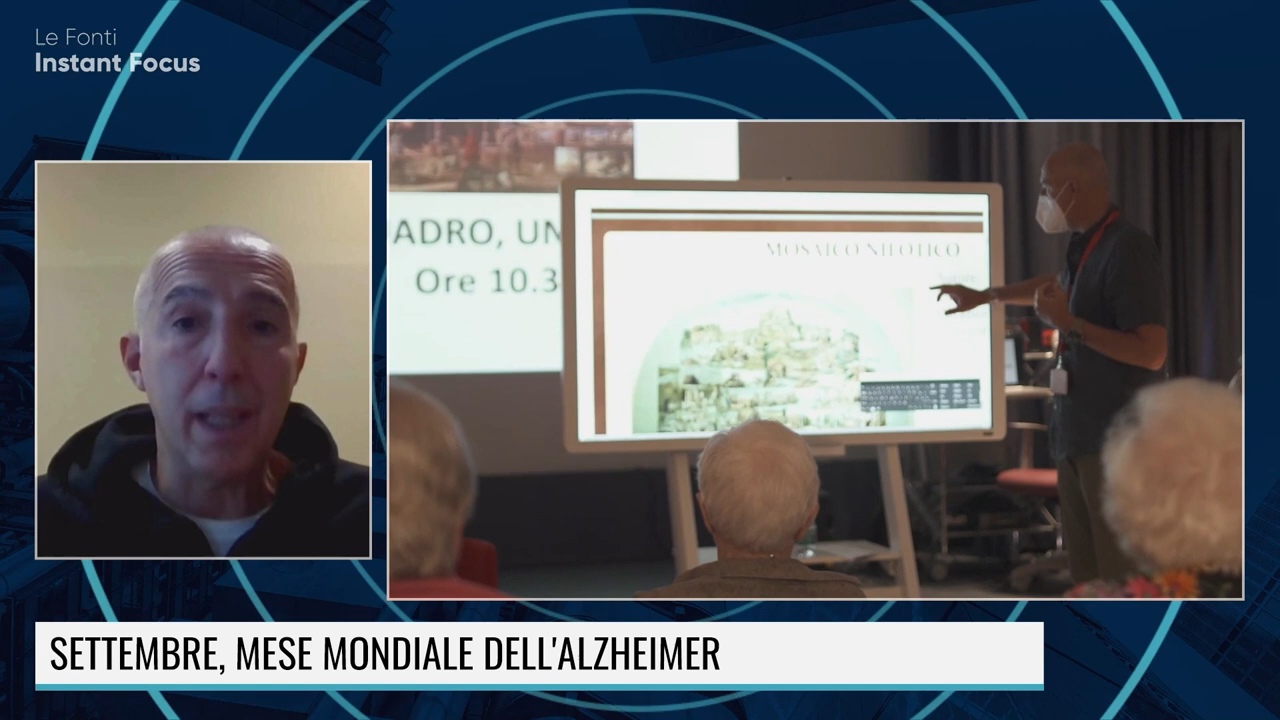 Le Fonti
Instant Focus
ADRO, UN
Ore 10.3
MOSAICO NILOTICO
SETTEMBRE, MESE MONDIALE DELL'ALZHEIMER